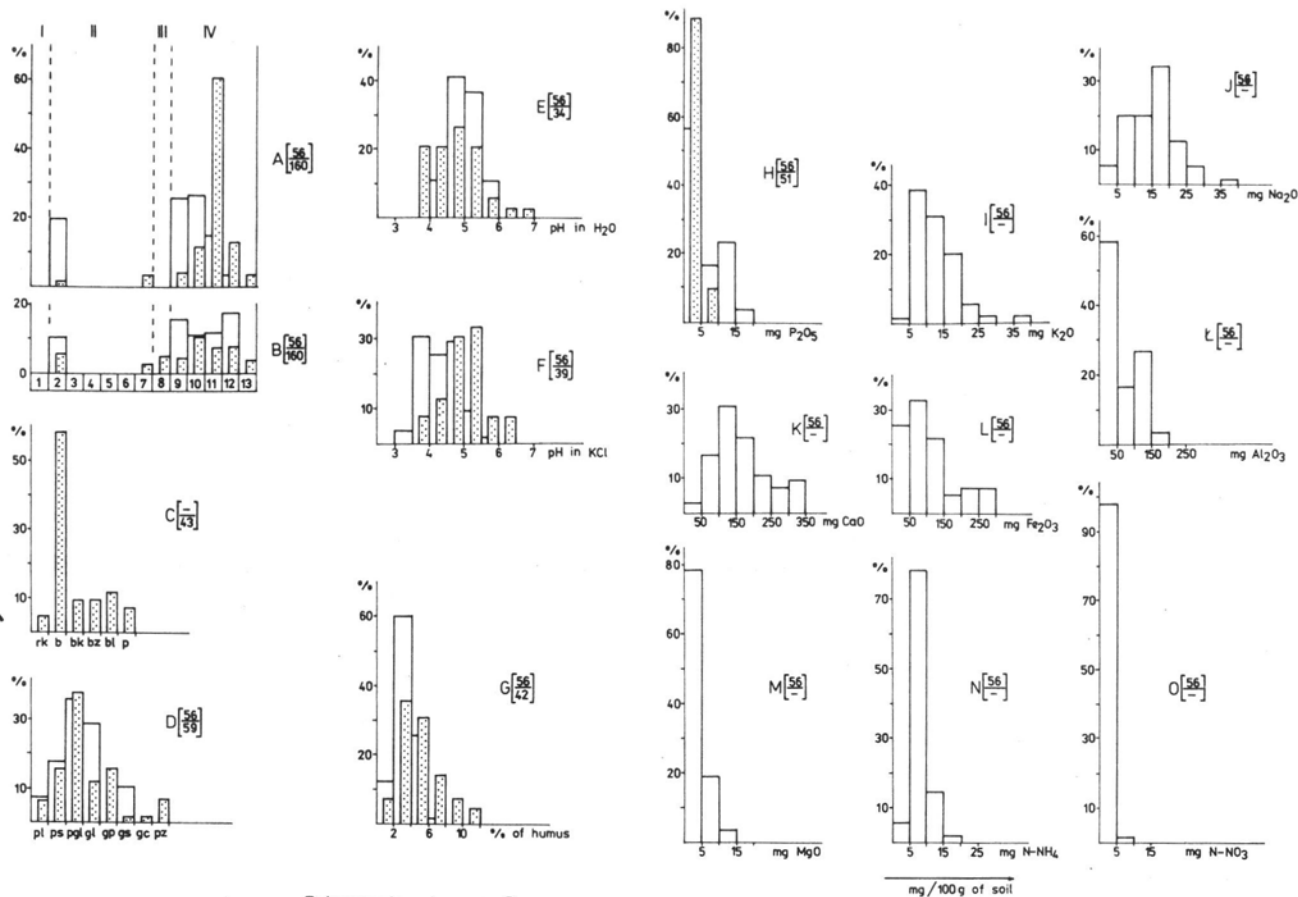 I II III IV
%
60
40
20
A[56/160]
20
10
0
B[56/160]
1 2 3 4 5 6 7 8 9 10 11 12 13
%
50
30
10
C[-/43]
rk b bk bz bl p
%
30
10
D[56/59]
pl ps pgl gl gp gs gc pz
%
40
20
E[56/34]
3 4 5 6 7 pH in H2O
%
30
10
F[56/39]
3 4 5 6 7 pH in KCl
%
60
40
20
G[56/42]
2 6 10 % of humus
%
80
60
40
20
H[56/51]
5 15 mg P2O5
%
40
20
I[56/-]
5 15 25 35 mg K2O
%
30
10
J[56/-]
5 15 25 35 mg Na2O
%
30
10
K[56/-]
50 150 250 350 mg CaO
%
30
10
L[56/-]
50 150 250 mg Fe2O3
%
60
40
20
Ł[56/-]
50 150 250 mg Al2O3
%
80
60
40
20
M[56/-]
5 15 mg MgO
%
70
50
30
10
N[56/-]
5 15 25 mg N-NH4
%
90
70
50
30
10
O[56/-]
5 15 mg N-NO3
mg/100g of soil